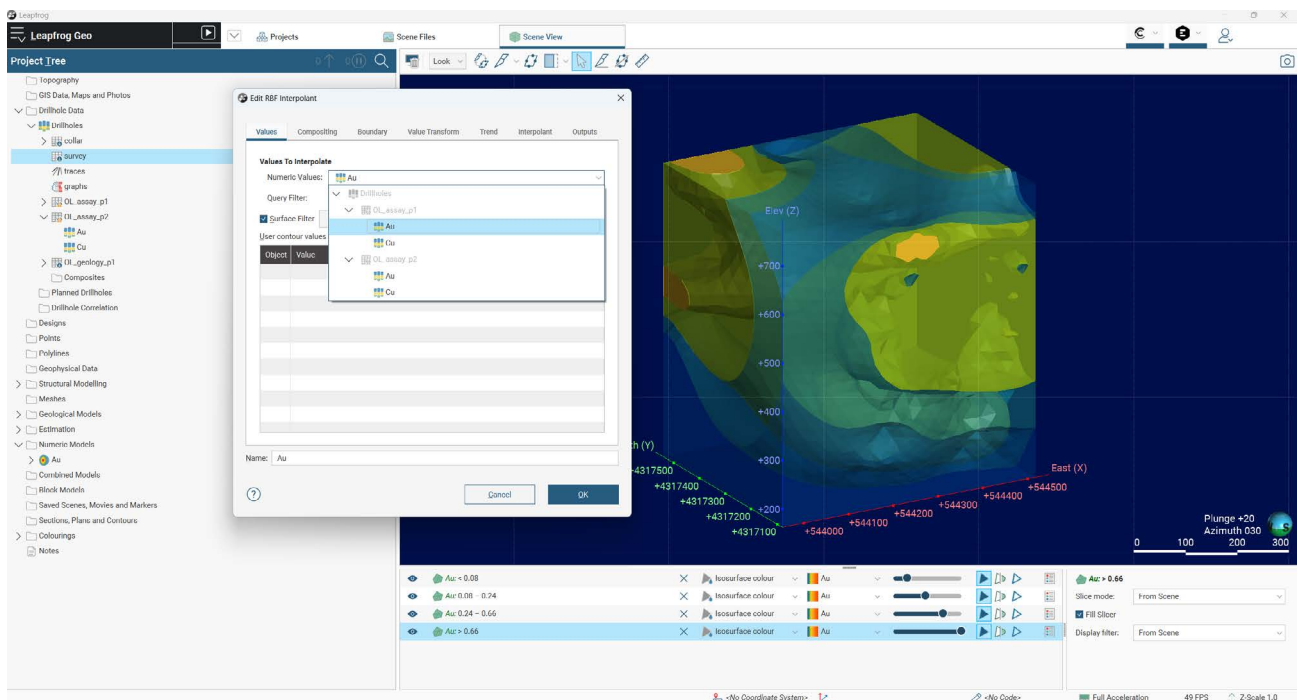 Leapfrog
Leapfrog Geo
Projects
Scene Files
Scene View
Project Tree
Look
Topography
GIS Data, Maps and Photos
Drillhole Data
Drillholes
collar
survey
traces
graphs
OL_assay_p1
OL_assay_p2
Au
Cu
OL_geology_p1
Composites
Planned Drillholes
Drillhole Correlation
Designs
Points
Polylines
Geophysical Data
Structural Modelling
Meshes
Geological Models
Estimation
Numeric Models
Au
Combined Models
Block Models
Saved Scenes, Movies and Markers
Sections, Plans and Contours
Colourings
Notes
Edit RBF Interpolant
Values Compositing Boundary Value Transform Trend Interpolant Outputs
Values To Interpolate
Numeric Values: Au
Query Filter:
Surface Filter
User contour values
Object Value
Drillholes
OL_assay_p1
Au
Cu
OL_assay_p2
Au
Cu
Name: Au
Cancel OK
Elev (Z)
+700
+600
+500
+400
+300
+200
th (Y)
+4317500
+4317400
+4317300
+4317200
+4317100
East (X)
+544500
+544400
+544300
+544200
+544100
+544000
Plunge +20
Azimuth 030
0 100 200 300
Au: < 0.08 Isosurface colour Au
Au: 0.08 – 0.24 Isosurface colour Au
Au: 0.24 – 0.66 Isosurface colour Au
Au: > 0.66 Isosurface colour Au
Au: > 0.66
Slice mode: From Scene
Fill Slicer
Display filter: From Scene
<No Coordinate System> <No Code> Full Acceleration 49 FPS Z-Scale 1.0